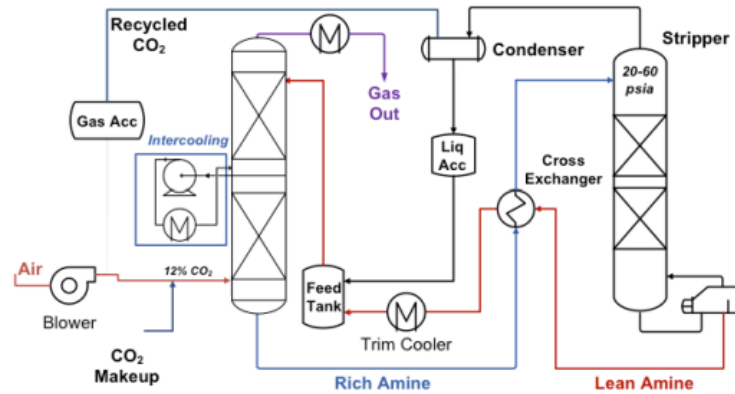 Recycled
CO₂
Condenser
Stripper
20-60
psia
Gas Acc
Gas
Out
Intercooling
Liq
Acc
Cross
Exchanger
Air
12% CO₂
Feed
Tank
Blower
Trim Cooler
CO₂
Makeup
Rich Amine
Lean Amine